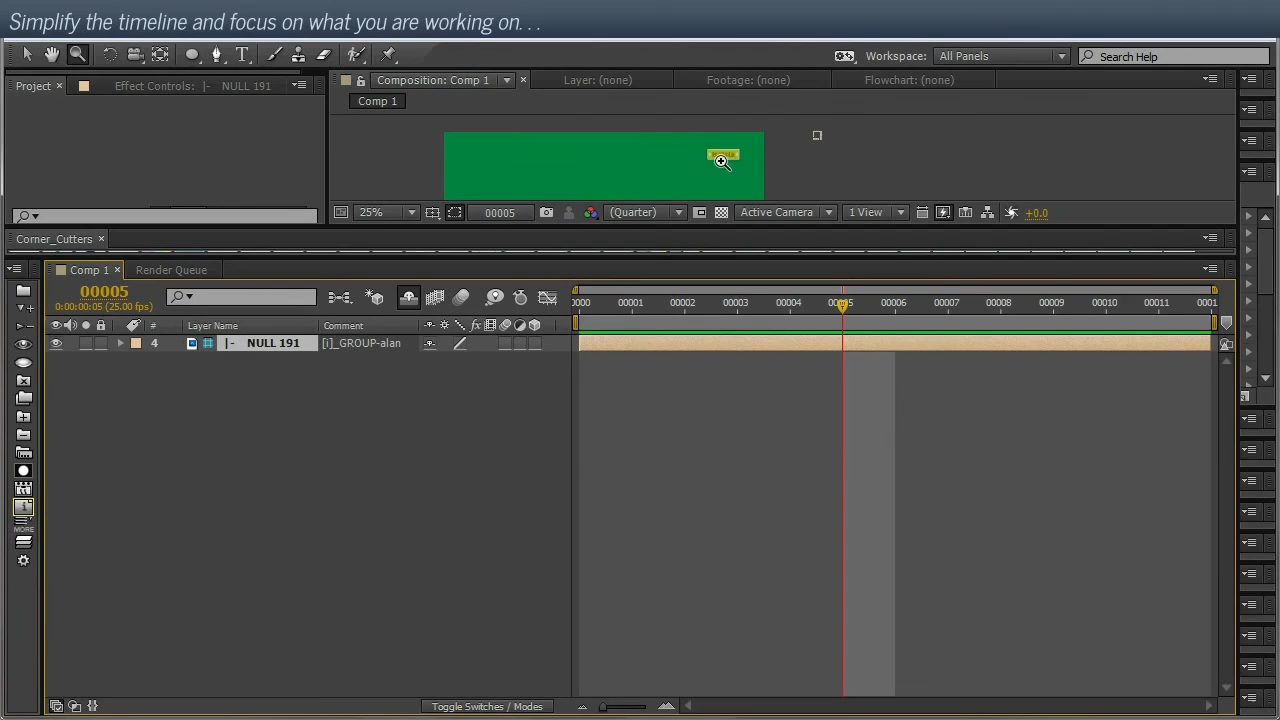 Simplify the timeline and focus on what you are working on. . .
T
Workspace: All Panels Search Help
Project × Effect Controls: |- NULL 191 Composition: Comp 1 × Layer: (none) Footage: (none) Flowchart: (none)
Comp 1
25% 00005 (Quarter) Active Camera 1 View +0.0
Corner_Cutters ×
Comp 1 × Render Queue
00005
0:00:00:05 (25.00 fps)
0000 00001 00002 00003 00004 00005 00006 00007 00008 00009 00010 00011 0001
# Layer Name Comment fx
4 |- NULL 191 [i]_GROUP-alan
MORE
Toggle Switches / Modes